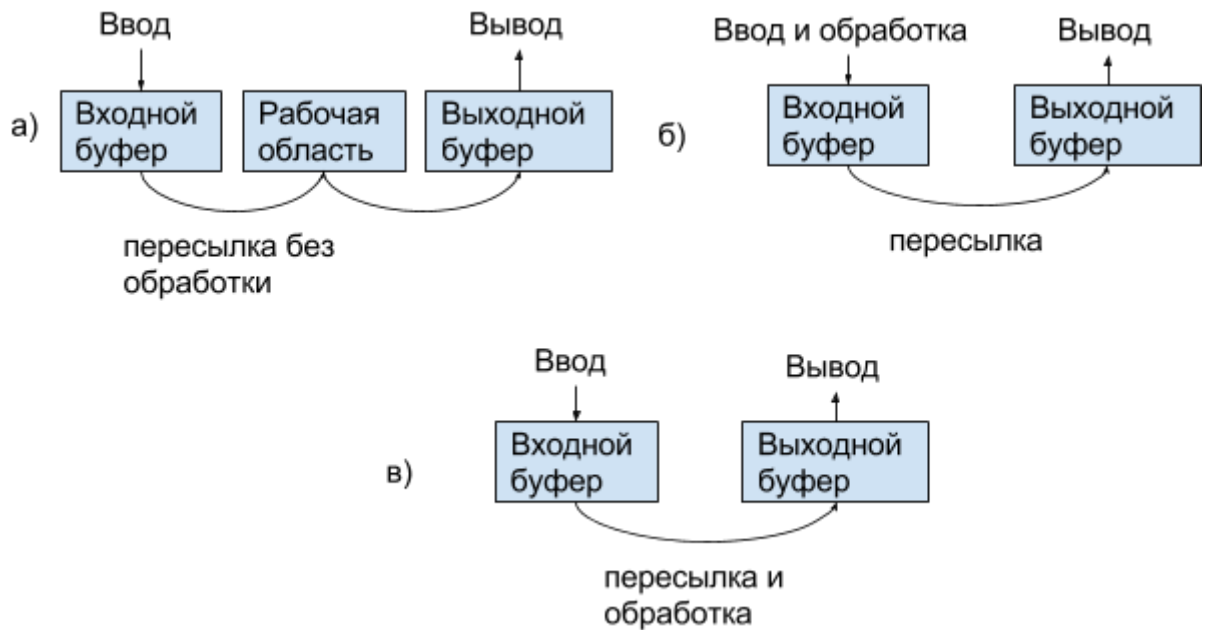 Ввод
Вывод
а)
Входной
буфер
Рабочая
область
Выходной
буфер
пересылка без
обработки
Ввод и обработка
Вывод
б)
Входной
буфер
Выходной
буфер
пересылка
Ввод
Вывод
в)
Входной
буфер
Выходной
буфер
пересылка и
обработка